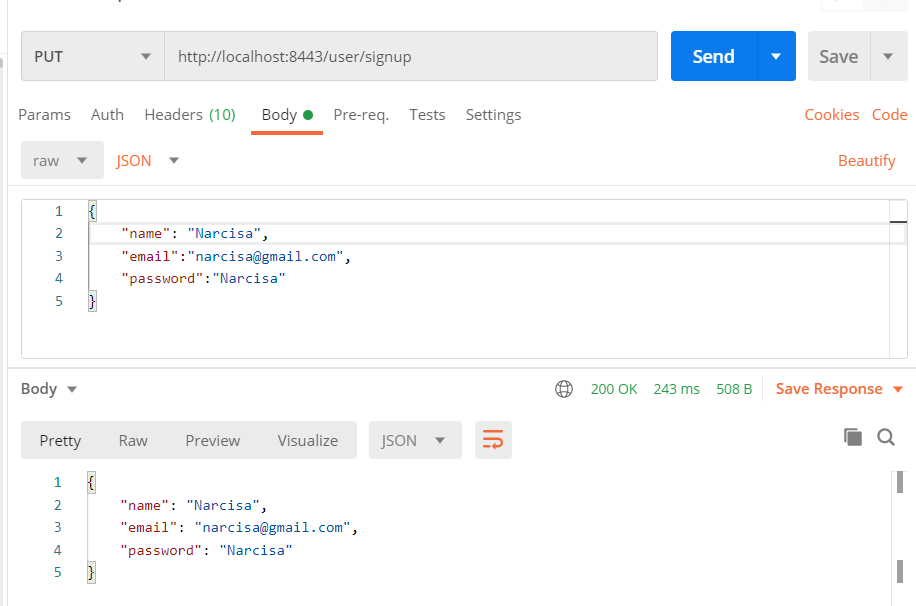 PUT http://localhost:8443/user/signup Send Save
Params Auth Headers (10) Body Pre-req. Tests Settings Cookies Code
raw JSON Beautify
1 {
2 "name": "Narcisa",
3 "email":"narcisa@gmail.com",
4 "password":"Narcisa"
5 }
Body 200 OK 243 ms 508 B Save Response
Pretty Raw Preview Visualize JSON
1 {
2 "name": "Narcisa",
3 "email": "narcisa@gmail.com",
4 "password": "Narcisa"
5 }